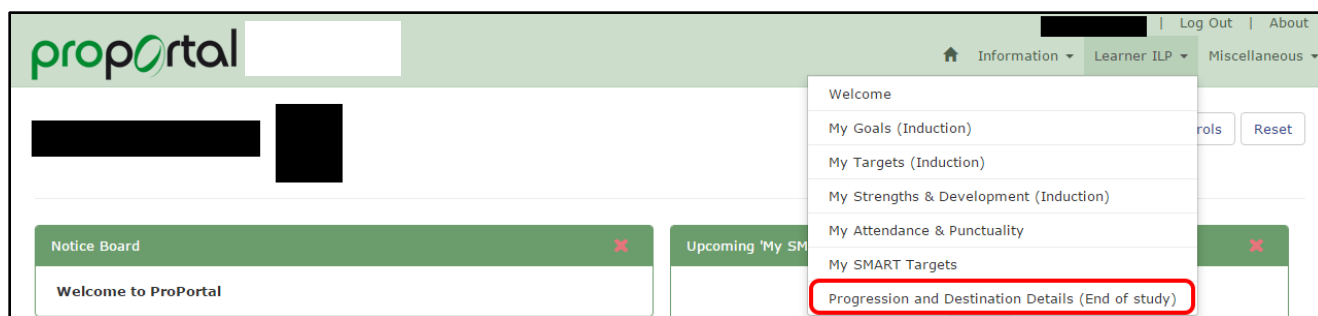 proportal
| Log Out | About
Information Learner ILP Miscellaneous
Welcome
My Goals (Induction)
rols Reset
My Targets (Induction)
My Strengths & Development (Induction)
My Attendance & Punctuality
My SMART Targets
Progression and Destination Details (End of study)
Notice Board
Upcoming 'My SM
Welcome to ProPortal